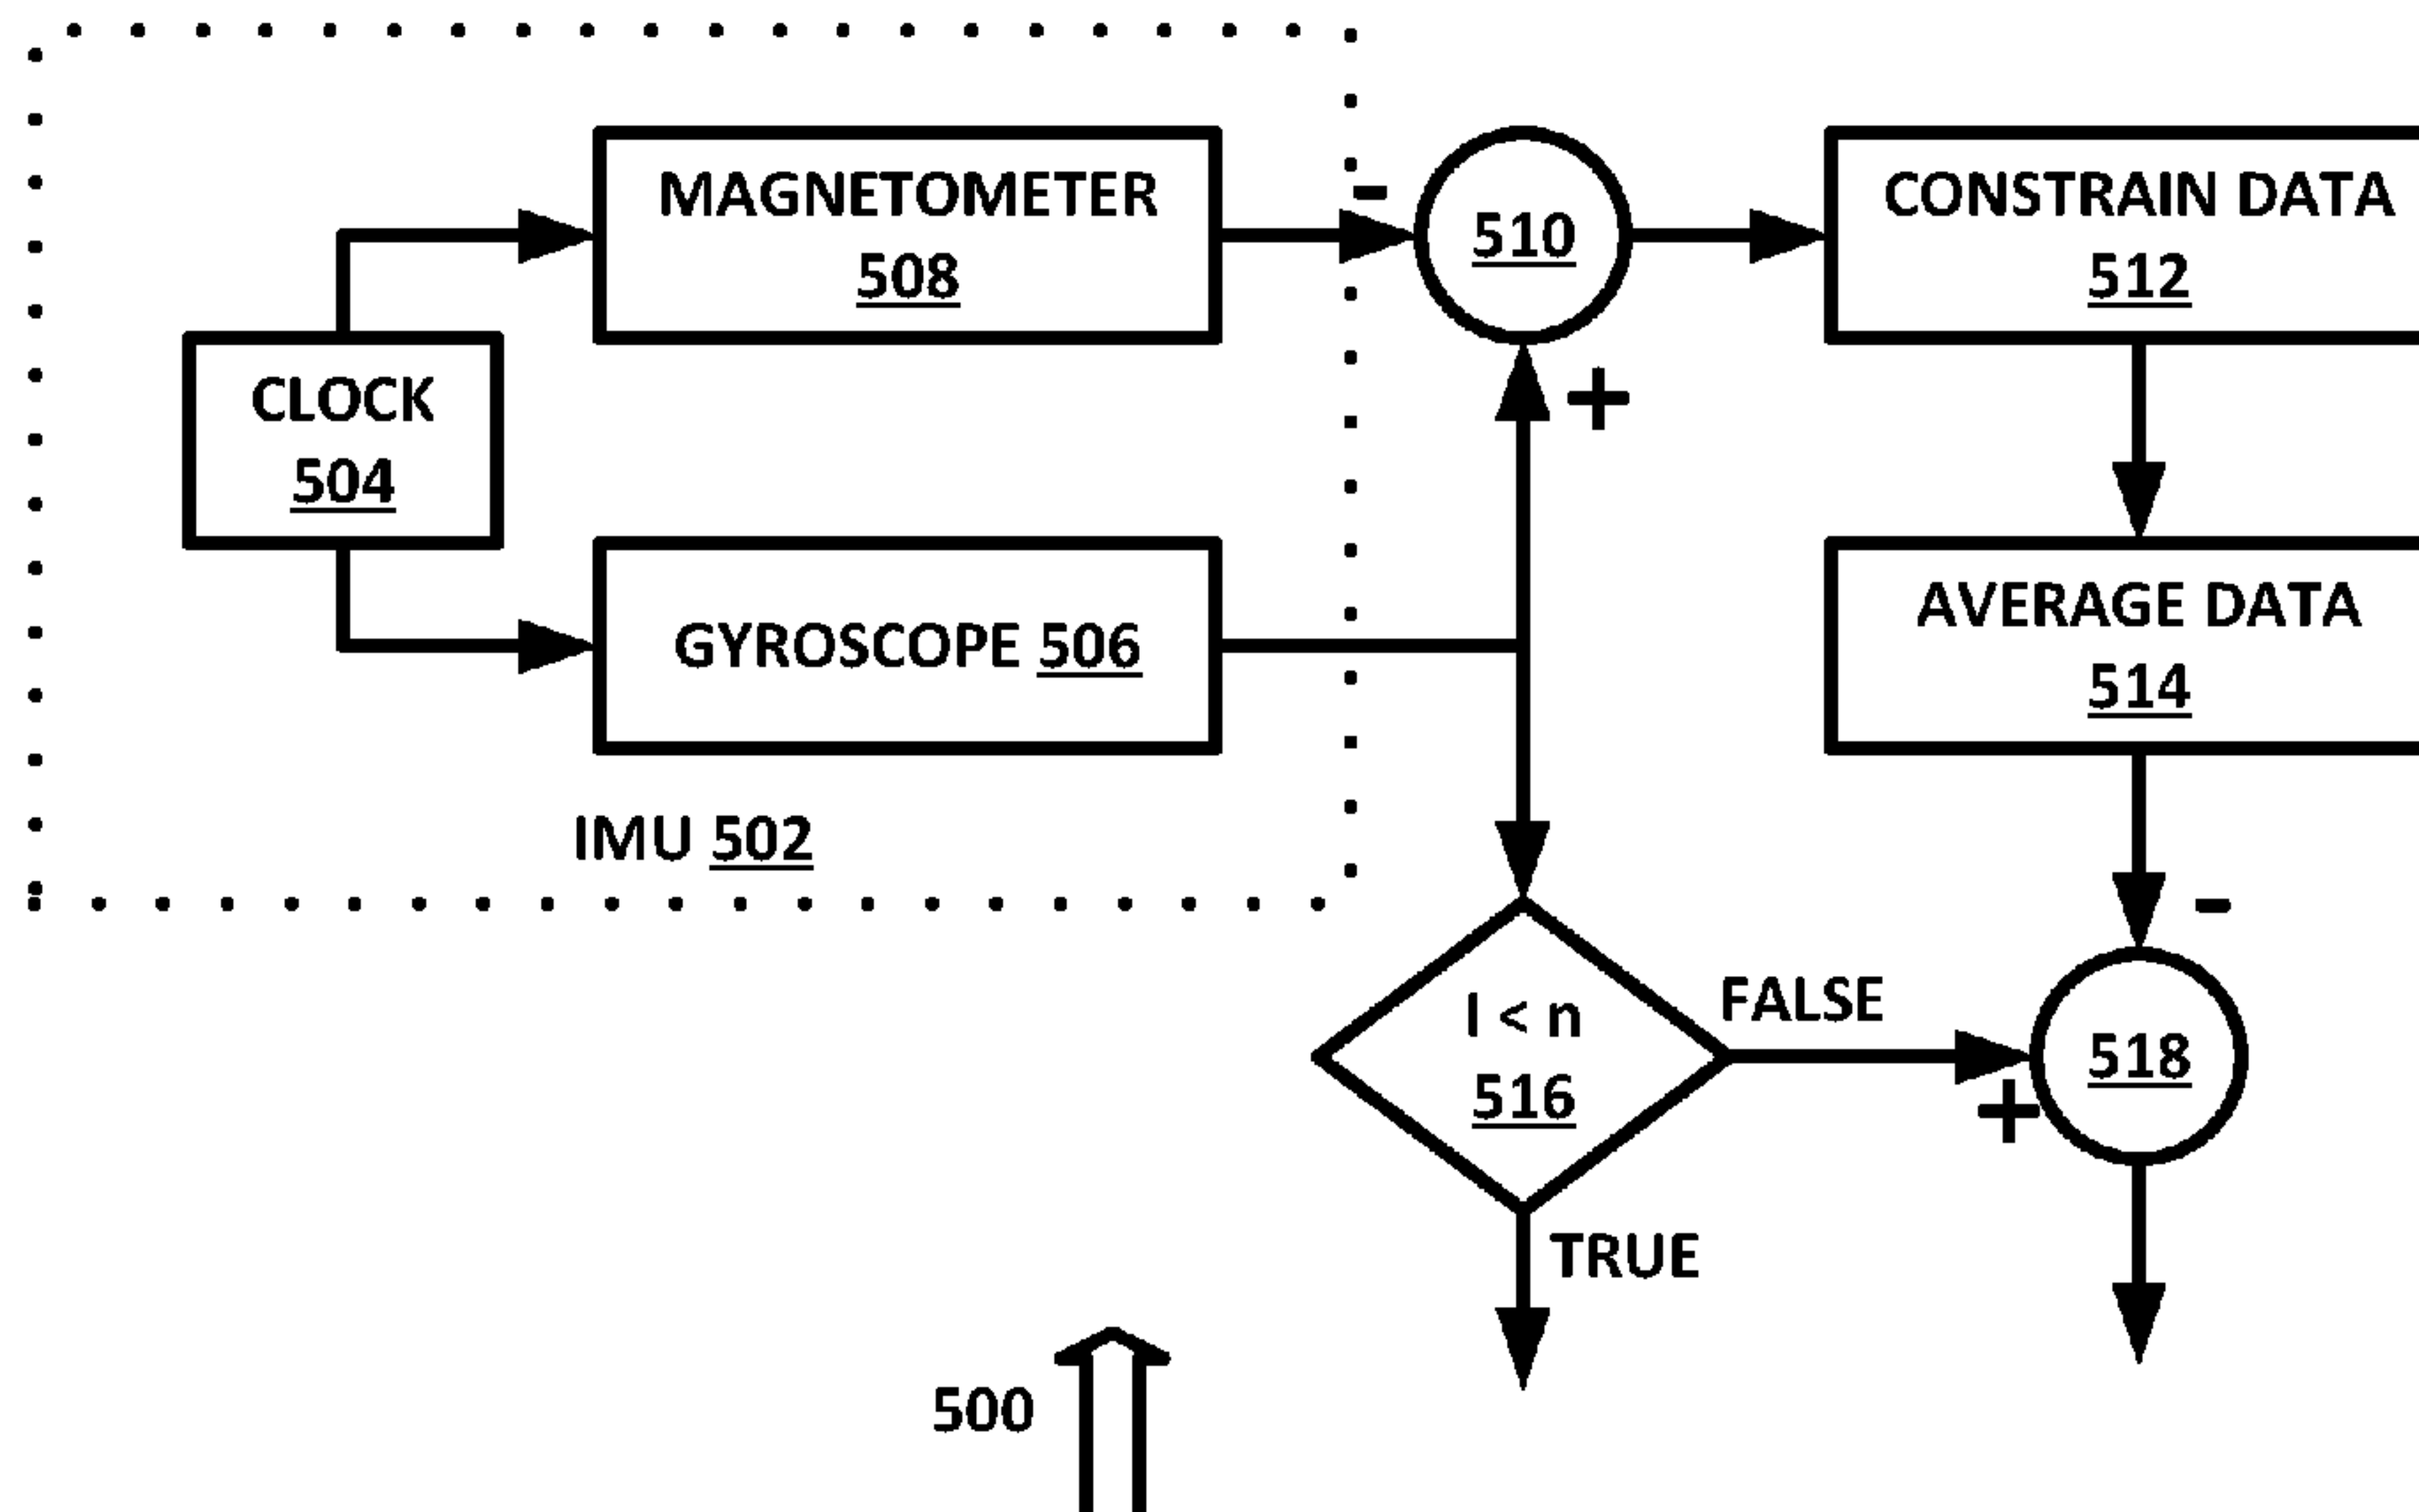 MAGNETOMETER
508
-
510
CONSTRAIN DATA
512
+
CLOCK
504
GYROSCOPE 506
AVERAGE DATA
514
IMU 502
-
I < n
516
FALSE
+
518
TRUE
500